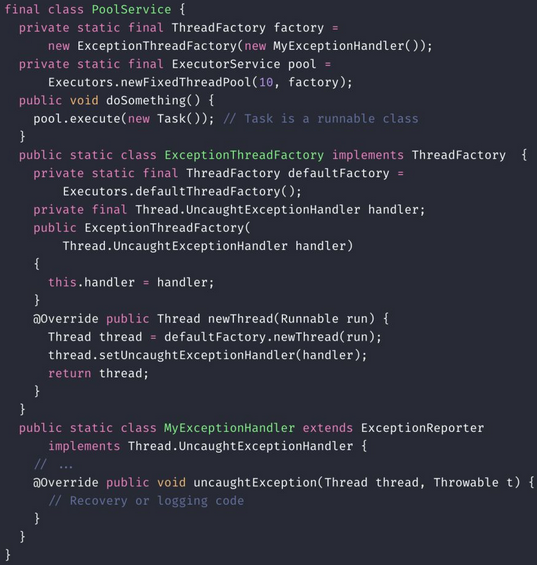 final class PoolService {
  private static final ThreadFactory factory =
      new ExceptionThreadFactory(new MyExceptionHandler());
  private static final ExecutorService pool =
      Executors.newFixedThreadPool(10, factory);
  public void doSomething() {
    pool.execute(new Task()); // Task is a runnable class
  }
  public static class ExceptionThreadFactory implements ThreadFactory  {
    private static final ThreadFactory defaultFactory =
        Executors.defaultThreadFactory();
    private final Thread.UncaughtExceptionHandler handler;
    public ExceptionThreadFactory(
        Thread.UncaughtExceptionHandler handler)
    {
      this.handler = handler;
    }
    @Override public Thread newThread(Runnable run) {
      Thread thread = defaultFactory.newThread(run);
      thread.setUncaughtExceptionHandler(handler);
      return thread;
    }
  }
  public static class MyExceptionHandler extends ExceptionReporter
      implements Thread.UncaughtExceptionHandler {
    // ...
    @Override public void uncaughtException(Thread thread, Throwable t) {
      // Recovery or logging code
    }
  }
}